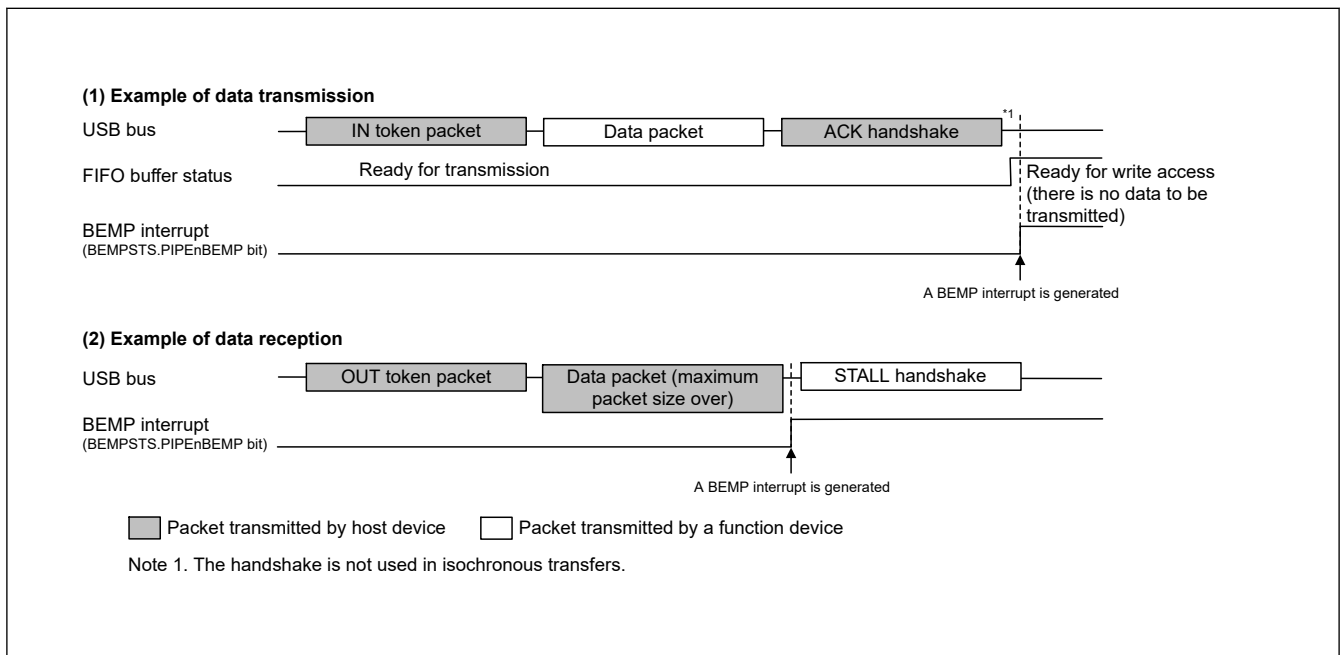 (1) Example of data transmission
USB bus
IN token packet
Data packet
ACK handshake
*1
FIFO buffer status
Ready for transmission
Ready for write access
(there is no data to be
transmitted)
BEMP interrupt
(BEMPSTS.PIPEnBEMP bit)
A BEMP interrupt is generated
(2) Example of data reception
USB bus
OUT token packet
Data packet (maximum
packet size over)
STALL handshake
BEMP interrupt
(BEMPSTS.PIPEnBEMP bit)
A BEMP interrupt is generated
Packet transmitted by host device
Packet transmitted by a function device
Note 1. The handshake is not used in isochronous transfers.